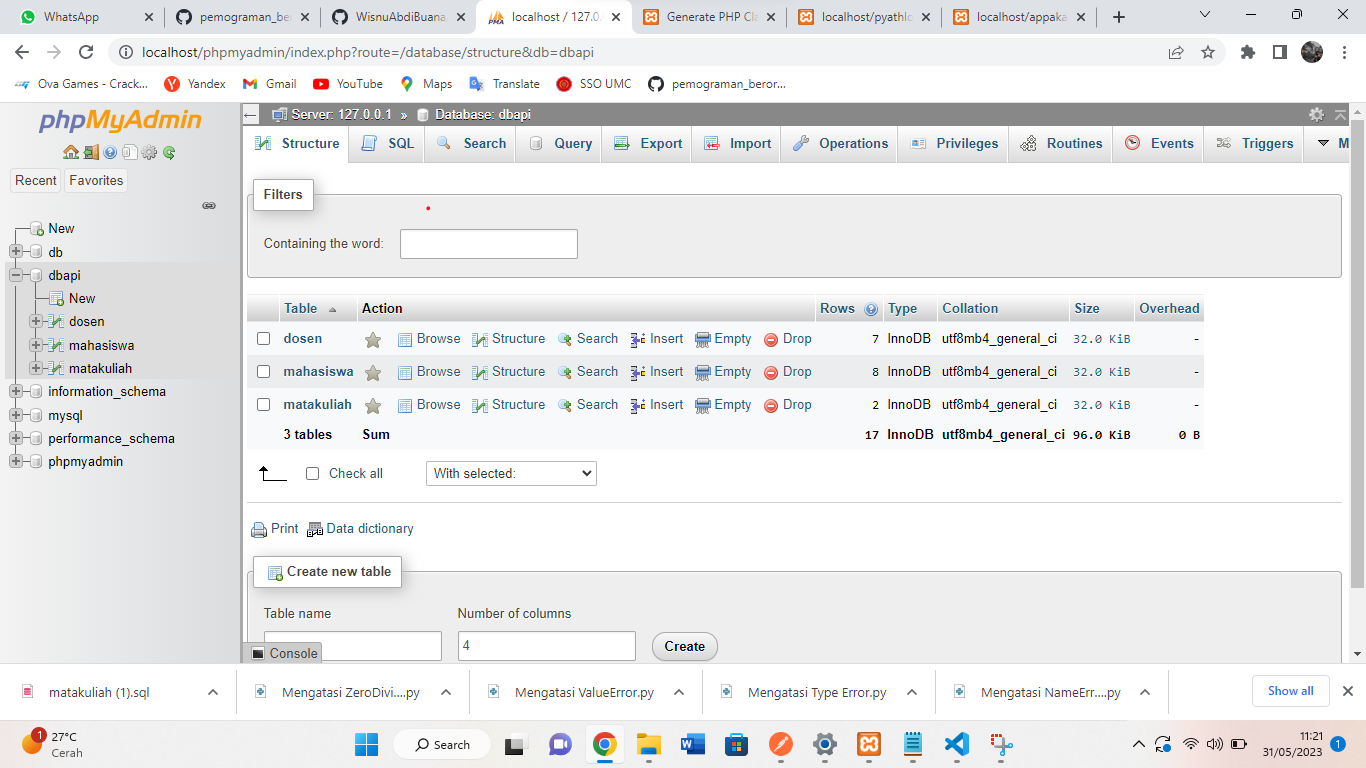 WhatsApp
pemograman_ber
WisnuAbdiBuana
localhost / 127.0.
Generate PHP Cla
localhost/pyathlo
localhost/appaka
localhost/phpmyadmin/index.php?route=/database/structure&db=dbapi
Ova Games - Crack... Yandex Gmail YouTube Maps Translate SSO UMC pemograman_beror...
phpMyAdmin
Recent Favorites
New
db
dbapi
New
dosen
mahasiswa
matakuliah
information_schema
mysql
performance_schema
phpmyadmin
Server: 127.0.0.1 » Database: dbapi
Structure SQL Search Query Export Import Operations Privileges Routines Events Triggers M
Filters
Containing the word:
Table Action Rows Type Collation Size Overhead
dosen Browse Structure Search Insert Empty Drop 7 InnoDB utf8mb4_general_ci 32.0 KiB -
mahasiswa Browse Structure Search Insert Empty Drop 8 InnoDB utf8mb4_general_ci 32.0 KiB -
matakuliah Browse Structure Search Insert Empty Drop 2 InnoDB utf8mb4_general_ci 32.0 KiB -
3 tables Sum 17 InnoDB utf8mb4_general_ci 96.0 KiB 0 B
Check all With selected:
Print Data dictionary
Create new table
Table name Number of columns
4 Create
Console
matakuliah (1).sql Mengatasi ZeroDivi....py Mengatasi ValueError.py Mengatasi Type Error.py Mengatasi NameErr....py Show all
1 27°C
Cerah
Search
11:21
31/05/2023 1